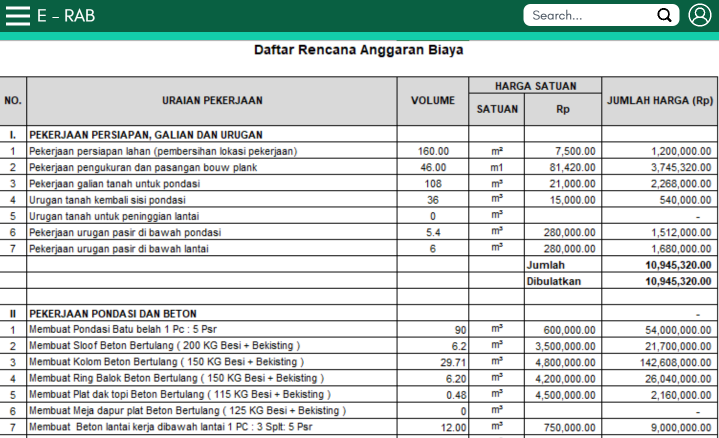 E - RAB
Search...
Daftar Rencana Anggaran Biaya
NO. URAIAN PEKERJAAN VOLUME HARGA SATUAN JUMLAH HARGA (Rp)
SATUAN Rp
I. PEKERJAAN PERSIAPAN, GALIAN DAN URUGAN
1 Pekerjaan persiapan lahan (pembersihan lokasi pekerjaan) 160.00 m² 7,500.00 1,200,000.00
2 Pekerjaan pengukuran dan pasangan bouw plank 46.00 m1 81,420.00 3,745,320.00
3 Pekerjaan galian tanah untuk pondasi 108 m³ 21,000.00 2,268,000.00
4 Urugan tanah kembali sisi pondasi 36 m³ 15,000.00 540,000.00
5 Urugan tanah untuk peninggian lantai 0 m³ -
6 Pekerjaan urugan pasir di bawah pondasi 5.4 m³ 280,000.00 1,512,000.00
7 Pekerjaan urugan pasir di bawah lantai 6 m³ 280,000.00 1,680,000.00
Jumlah 10,945,320.00
Dibulatkan 10,945,320.00
II PEKERJAAN PONDASI DAN BETON -
1 Membuat Pondasi Batu belah 1 Pc : 5 Psr 90 m³ 600,000.00 54,000,000.00
2 Membuat Sloof Beton Bertulang ( 200 KG Besi + Bekisting ) 6.2 m³ 3,500,000.00 21,700,000.00
3 Membuat Kolom Beton Bertulang ( 150 KG Besi + Bekisting ) 29.71 m³ 4,800,000.00 142,608,000.00
4 Membuat Ring Balok Beton Bertulang ( 150 KG Besi + Bekisting ) 6.20 m³ 4,200,000.00 26,040,000.00
5 Membuat Plat dak topi Beton Bertulang ( 115 KG Besi + Bekisting ) 0.48 m³ 4,500,000.00 2,160,000.00
6 Membuat Meja dapur plat Beton Bertulang ( 125 KG Besi + Bekisting ) 0 m³ -
7 Membuat Beton lantai kerja dibawah lantai 1 PC : 3 Splt: 5 Psr 12.00 m³ 750,000.00 9,000,000.00